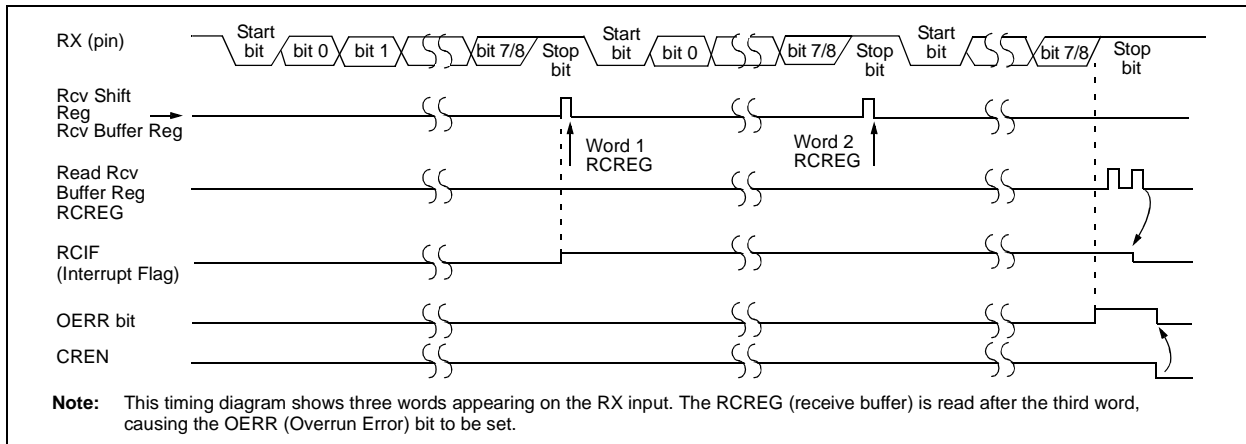 RX (pin)
Start
bit
bit 0
bit 1
bit 7/8
Stop
bit
Start
bit
bit 0
bit 7/8
Stop
bit
Start
bit
bit 7/8
Stop
bit
Rcv Shift
Reg
Rcv Buffer Reg
Word 1
RCREG
Word 2
RCREG
Read Rcv
Buffer Reg
RCREG
RCIF
(Interrupt Flag)
OERR bit
CREN
Note: This timing diagram shows three words appearing on the RX input. The RCREG (receive buffer) is read after the third word,
causing the OERR (Overrun Error) bit to be set.